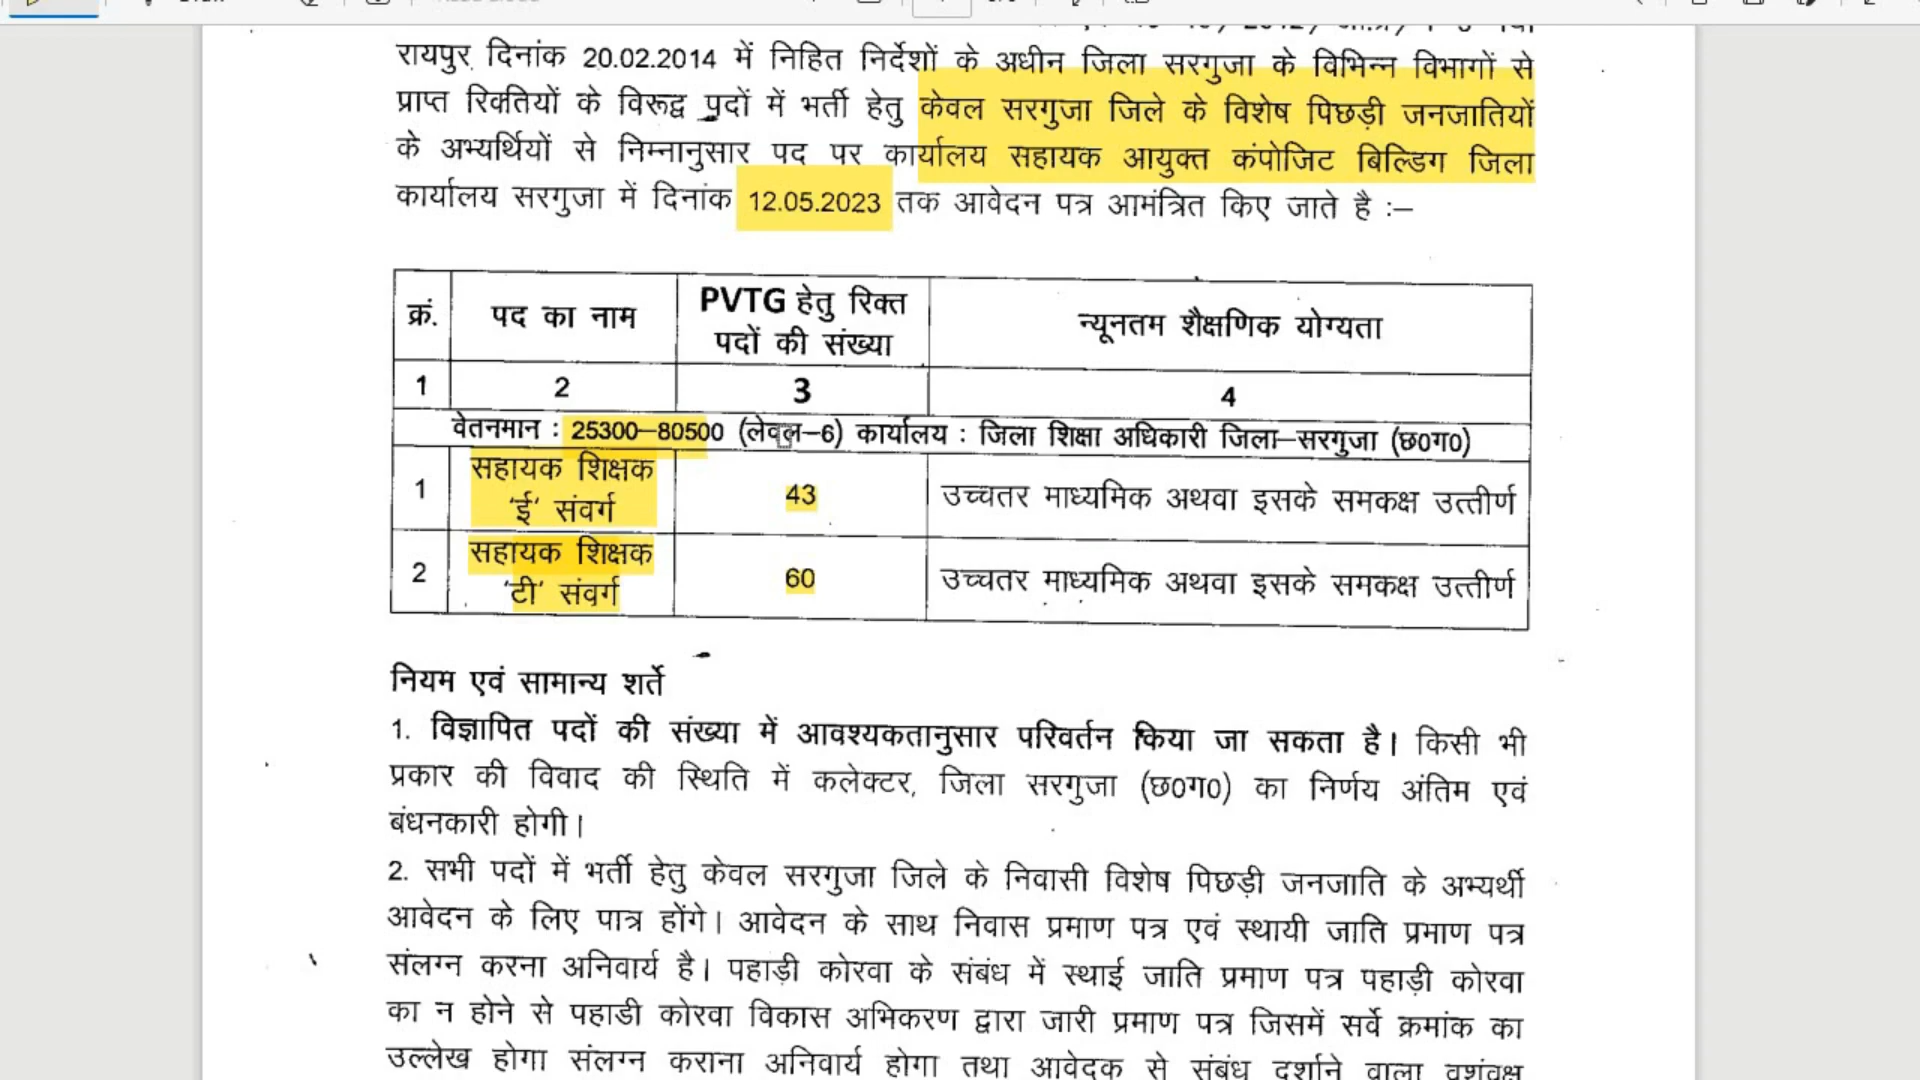 रायपुर दिनांक 20.02.2014 में निहित निर्देशों के अधीन जिला सरगुजा के विभिन्न विभागों से
प्राप्त रिक्तियों के विरूद्व पदों में भर्ती हेतु केवल सरगुजा जिले के विशेष पिछड़ी जनजातियों
के अभ्यर्थियों से निम्नानुसार पद पर कार्यालय सहायक आयुक्त कंपोजिट बिल्डिग जिला
कार्यालय सरगुजा में दिनांक 12.05.2023 तक आवेदन पत्र आमंत्रित किए जाते है :–
क्रं. पद का नाम PVTG हेतु रिक्त पदों की संख्या न्यूनतम शैक्षणिक योग्यता
1 2 3 4
वेतनमान : 25300–80500 (लेवल–6) कार्यालय : जिला शिक्षा अधिकारी जिला–सरगुजा (छ0ग0)
1 सहायक शिक्षक 'ई' संवर्ग 43 उच्चतर माध्यमिक अथवा इसके समकक्ष उत्तीर्ण
2 सहायक शिक्षक 'टी' संवर्ग 60 उच्चतर माध्यमिक अथवा इसके समकक्ष उत्तीर्ण
नियम एवं सामान्य शर्ते
1. विज्ञापित पदों की संख्या में आवश्यकतानुसार परिवर्तन किया जा सकता है। किसी भी
प्रकार की विवाद की स्थिति में कलेक्टर, जिला सरगुजा (छ0ग0) का निर्णय अंतिम एवं
बंधनकारी होगी।
2. सभी पदों में भर्ती हेतु केवल सरगुजा जिले के निवासी विशेष पिछड़ी जनजाति के अभ्यर्थी
आवेदन के लिए पात्र होंगे। आवेदन के साथ निवास प्रमाण पत्र एवं स्थायी जाति प्रमाण पत्र
संलग्न करना अनिवार्य है। पहाड़ी कोरवा के संबंध में स्थाई जाति प्रमाण पत्र पहाड़ी कोरवा
का न होने से पहाडी कोरवा विकास अभिकरण द्वारा जारी प्रमाण पत्र जिसमें सर्वे क्रमांक का
उल्लेख होगा संलग्न कराना अनिवार्य होगा तथा आवेदक से संबंध दर्शाने वाला